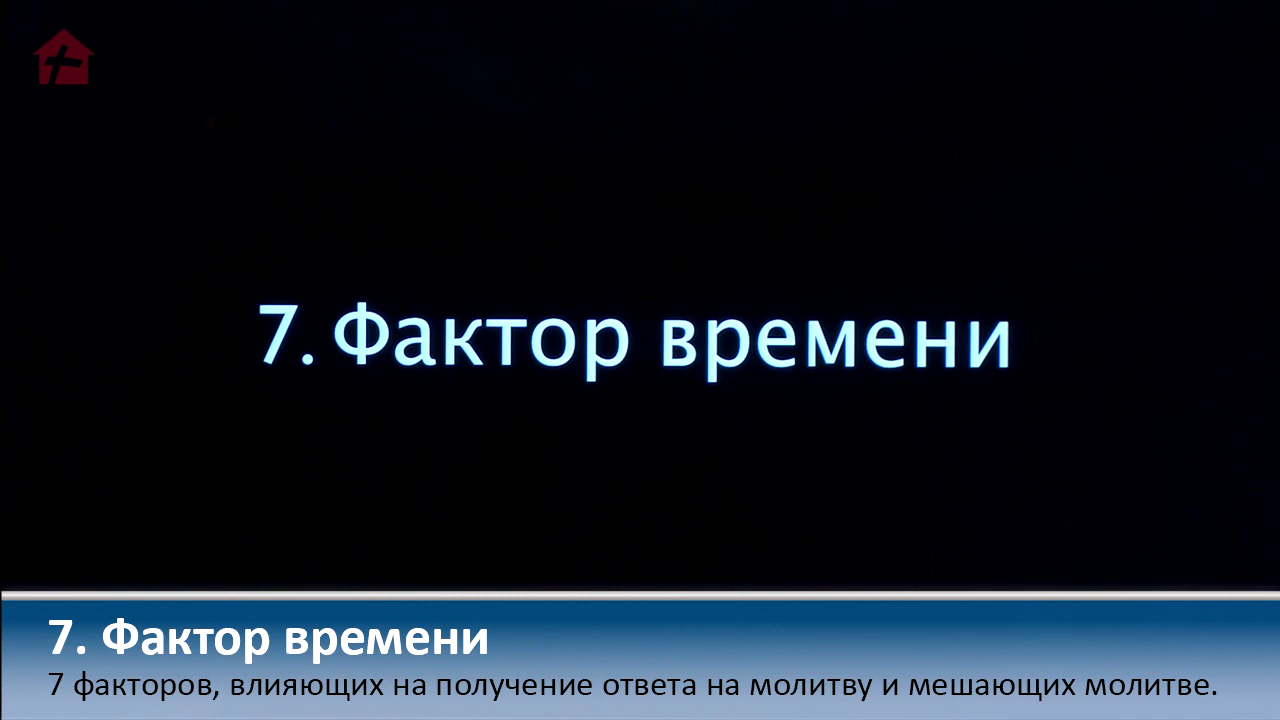 7. Фактор времени
7. Фактор времени
7 факторов, влияющих на получение ответа на молитву и мешающих молитве.